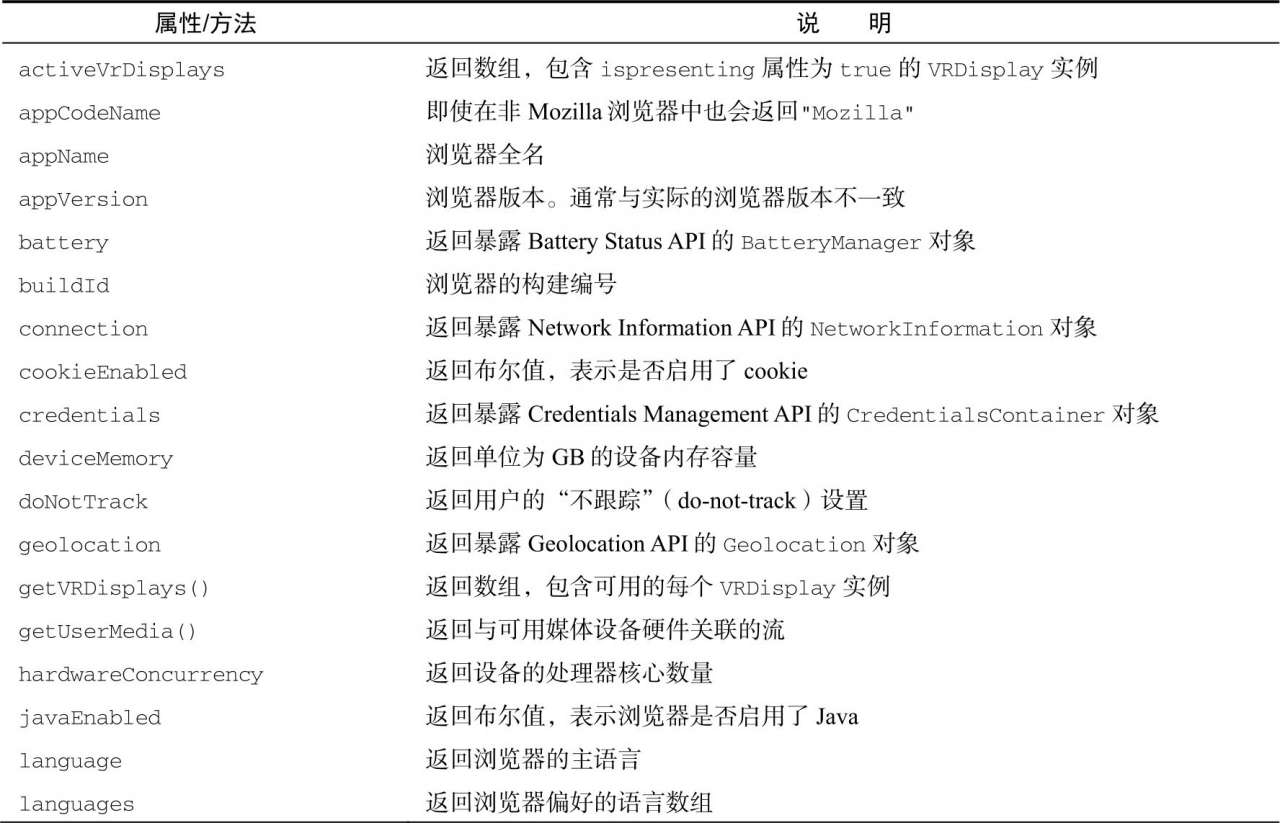 属性/方法 说 明
activeVrDisplays 返回数组，包含 ispresenting 属性为 true 的 VRDisplay 实例
appCodeName 即使在非 Mozilla 浏览器中也会返回"Mozilla"
appName 浏览器全名
appVersion 浏览器版本。通常与实际的浏览器版本不一致
battery 返回暴露 Battery Status API 的 BatteryManager 对象
buildId 浏览器的构建编号
connection 返回暴露 Network Information API 的 NetworkInformation 对象
cookieEnabled 返回布尔值，表示是否启用了 cookie
credentials 返回暴露 Credentials Management API 的 CredentialsContainer 对象
deviceMemory 返回单位为 GB 的设备内存容量
doNotTrack 返回用户的“不跟踪”（do-not-track）设置
geolocation 返回暴露 Geolocation API 的 Geolocation 对象
getVRDisplays() 返回数组，包含可用的每个 VRDisplay 实例
getUserMedia() 返回与可用媒体设备硬件关联的流
hardwareConcurrency 返回设备的处理器核心数量
javaEnabled 返回布尔值，表示浏览器是否启用了 Java
language 返回浏览器的主语言
languages 返回浏览器偏好的语言数组